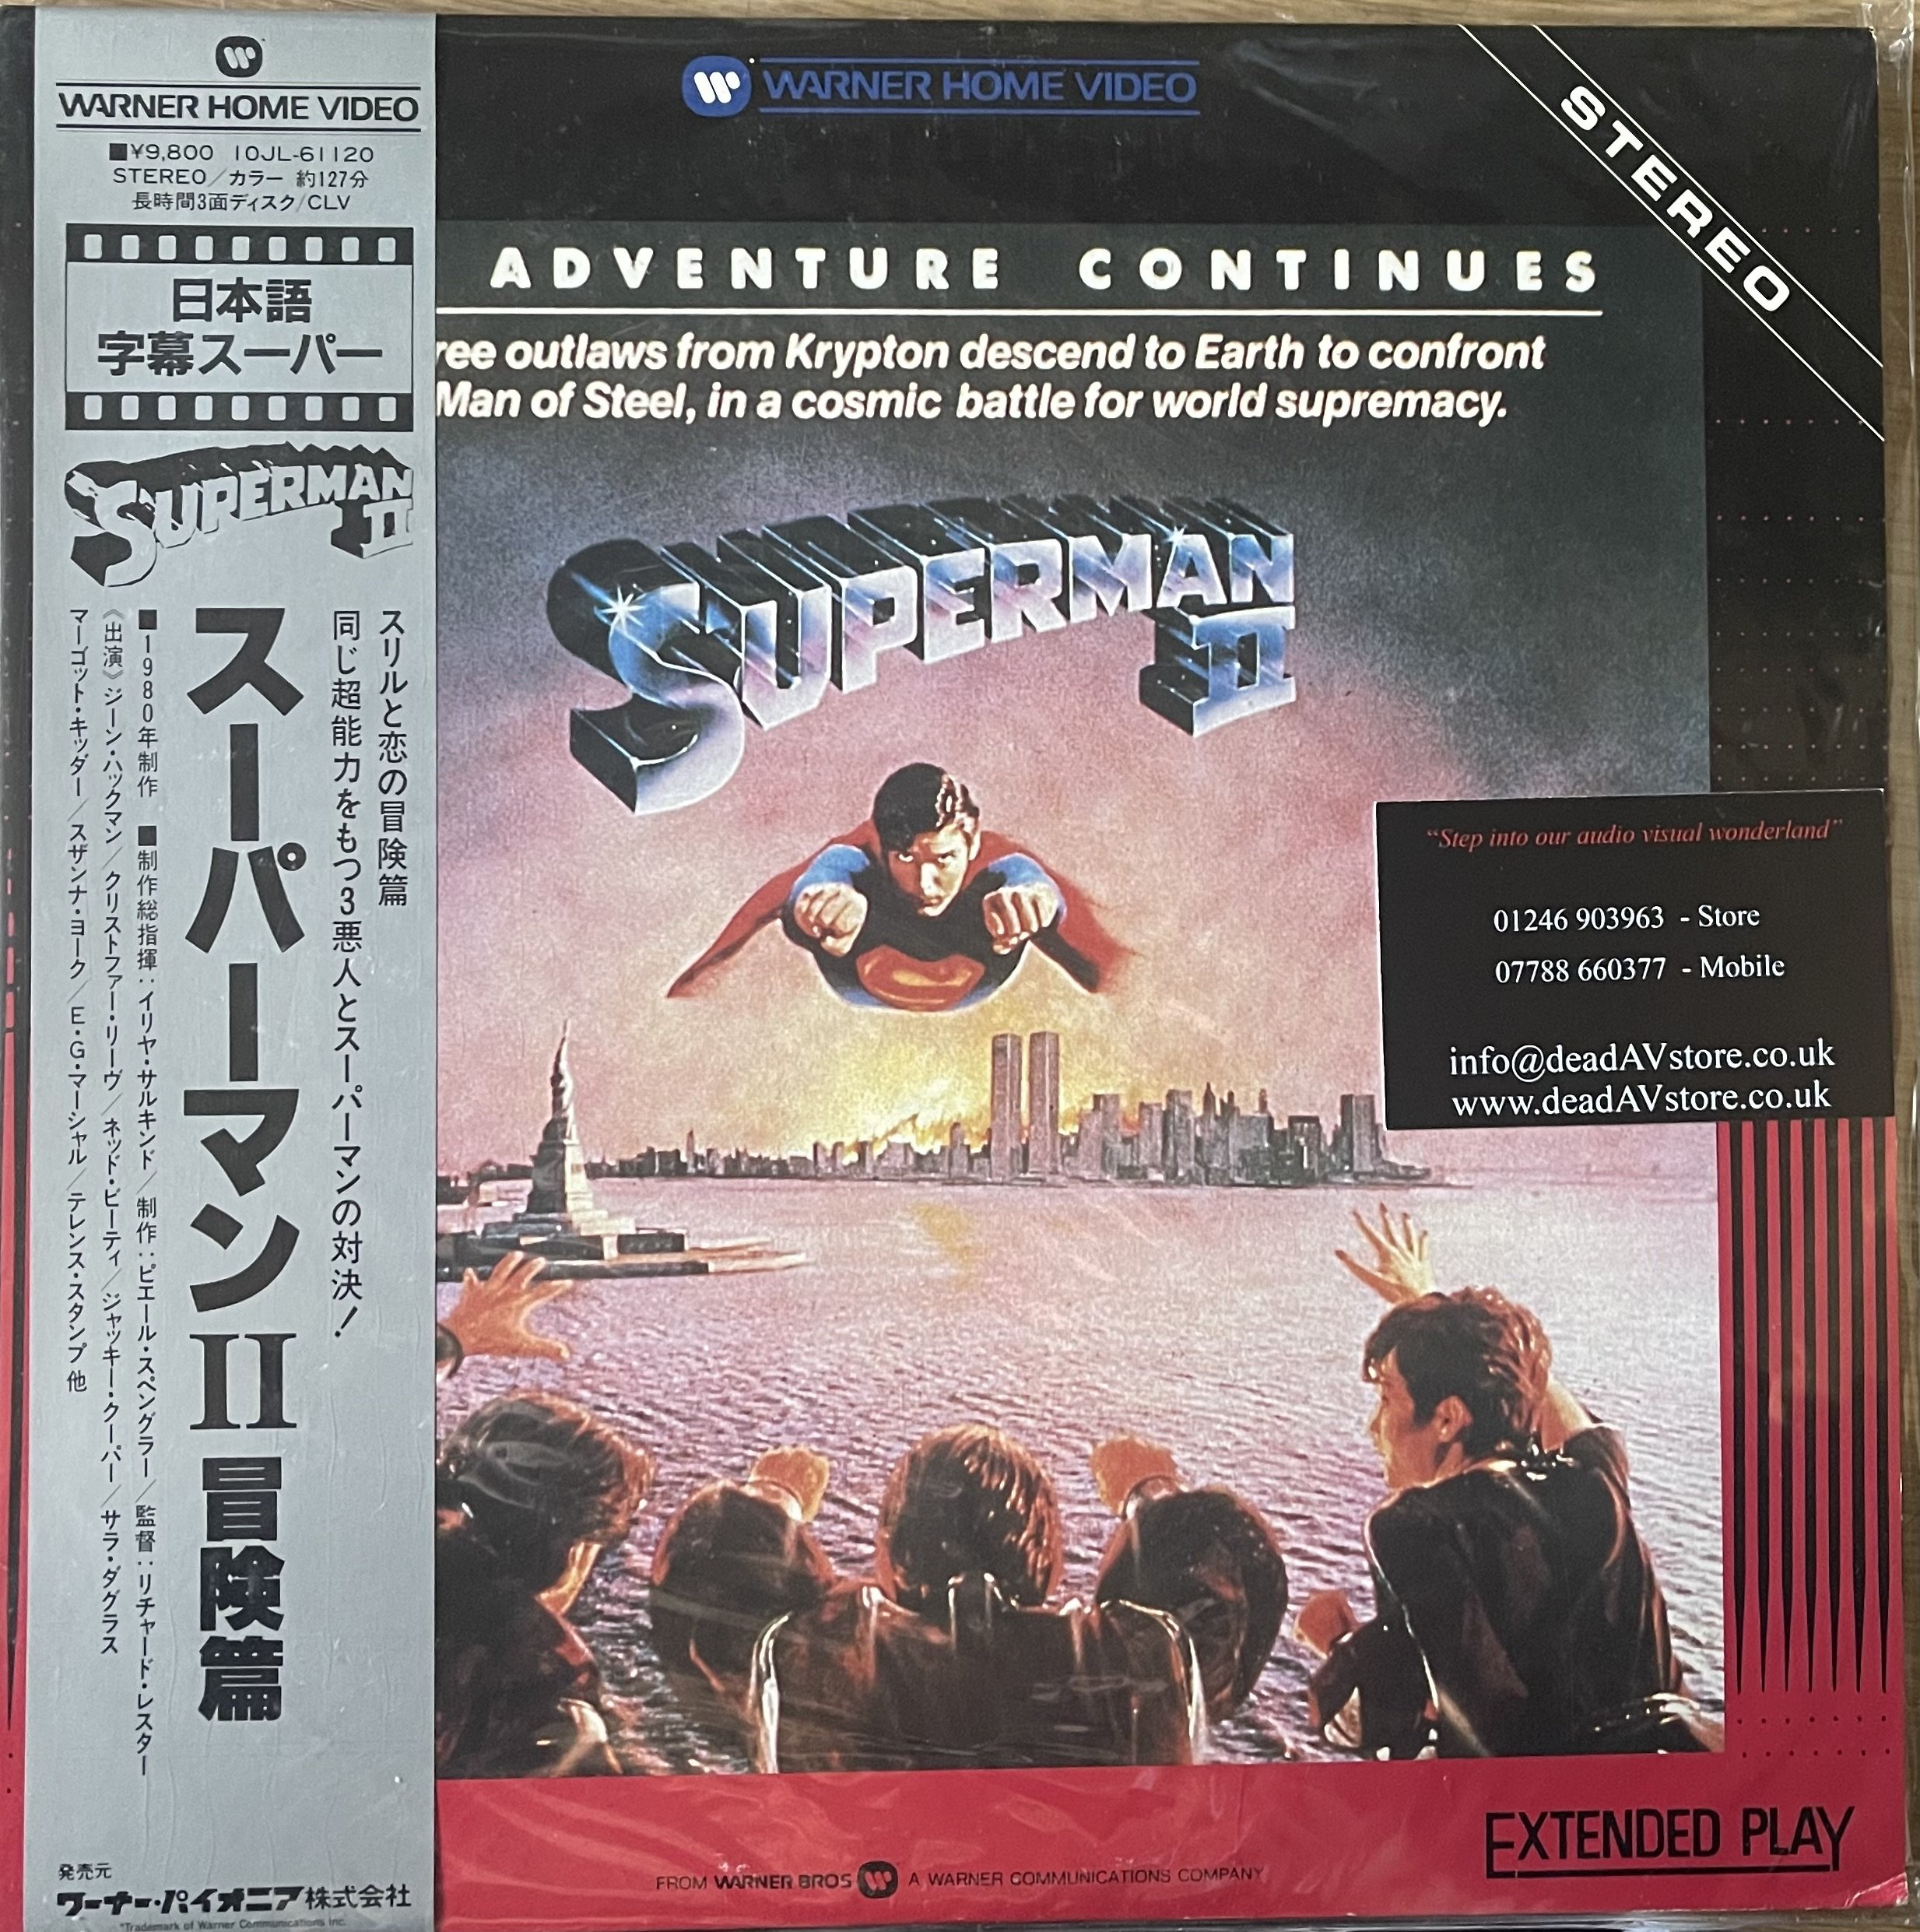 WARNER HOME VIDEO
■¥9,800 10JL-61120
STEREO/カラー 約127分
長時間3面ディスク/CLV
日本語
字幕スーパー
SUPERMAN II
スリルと恋の冒険篇
同じ超能力をもつ3悪人とスーパーマンの対決!
スーパーマンII 冒険篇
■1980年制作 ■制作総指揮:イリヤ・サルキンド/制作:ピエール・スペングラー/監督:リチャード・レスター
《出演》ジーン・ハックマン/クリストファー・リーヴ/ネッド・ビーティ/ジャッキー・クーパー/サラ・ダグラス
マーゴット・キッダー/スザンナ・ヨーク/E・G・マーシャル/テレンス・スタンプ 他
発売元
ワーナー・パイオニア株式会社
*Trademark of Warner Communications Inc.
WARNER HOME VIDEO
STEREO
ADVENTURE CONTINUES
ree outlaws from Krypton descend to Earth to confront
Man of Steel, in a cosmic battle for world supremacy.
SUPERMAN II
“Step into our audio visual wonderland”
01246 903963 - Store
07788 660377 - Mobile
info@deadAVstore.co.uk
www.deadAVstore.co.uk
EXTENDED PLAY
FROM WARNER BROS A WARNER COMMUNICATIONS COMPANY